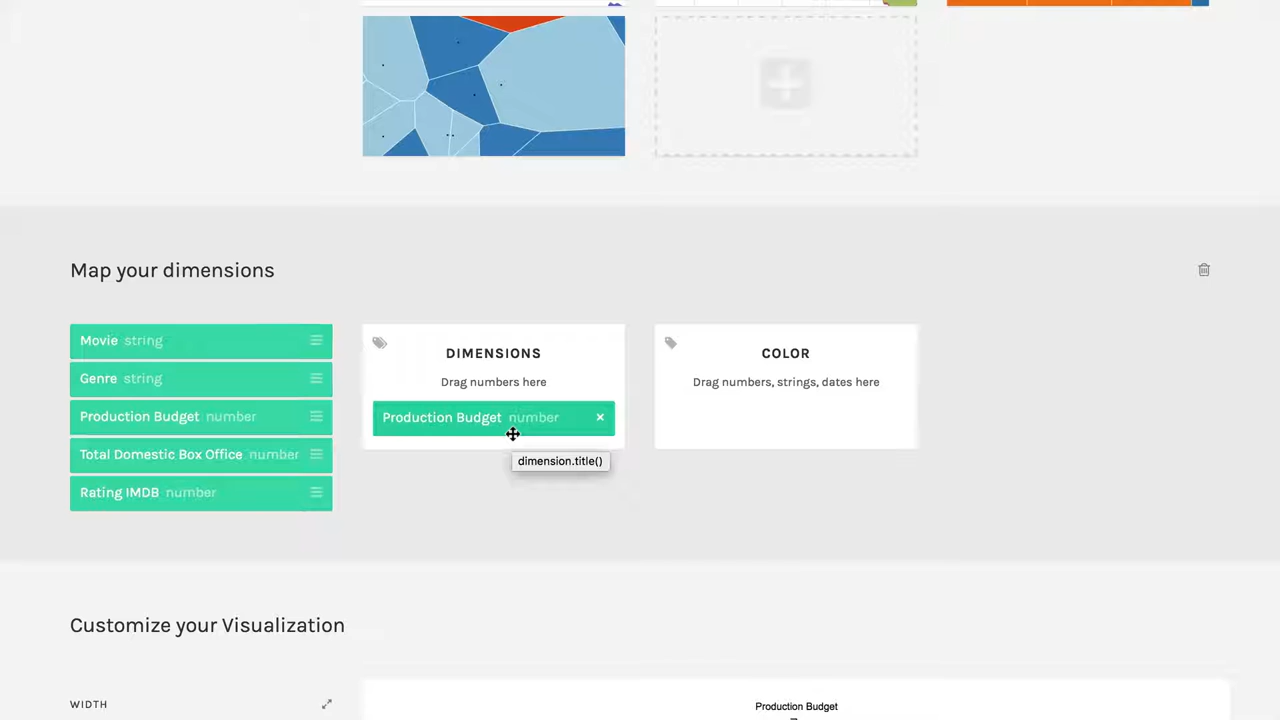 Map your dimensions
Movie string
Genre string
Production Budget number
Total Domestic Box Office number
Rating IMDB number
DIMENSIONS
Drag numbers here
Production Budget number ×
dimension.title()
COLOR
Drag numbers, strings, dates here
Customize your Visualization
WIDTH
Production Budget